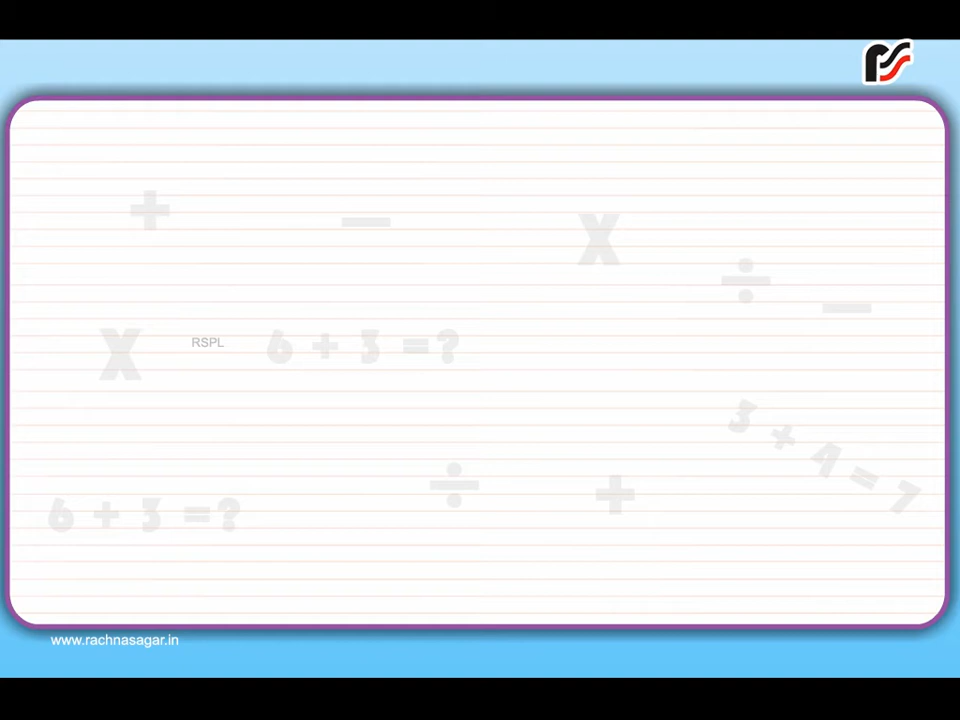 + − X ÷ −
X RSPL 6 + 3 =?
3 + 4 = 7
6 + 3 =? ÷ +
www.rachnasagar.in